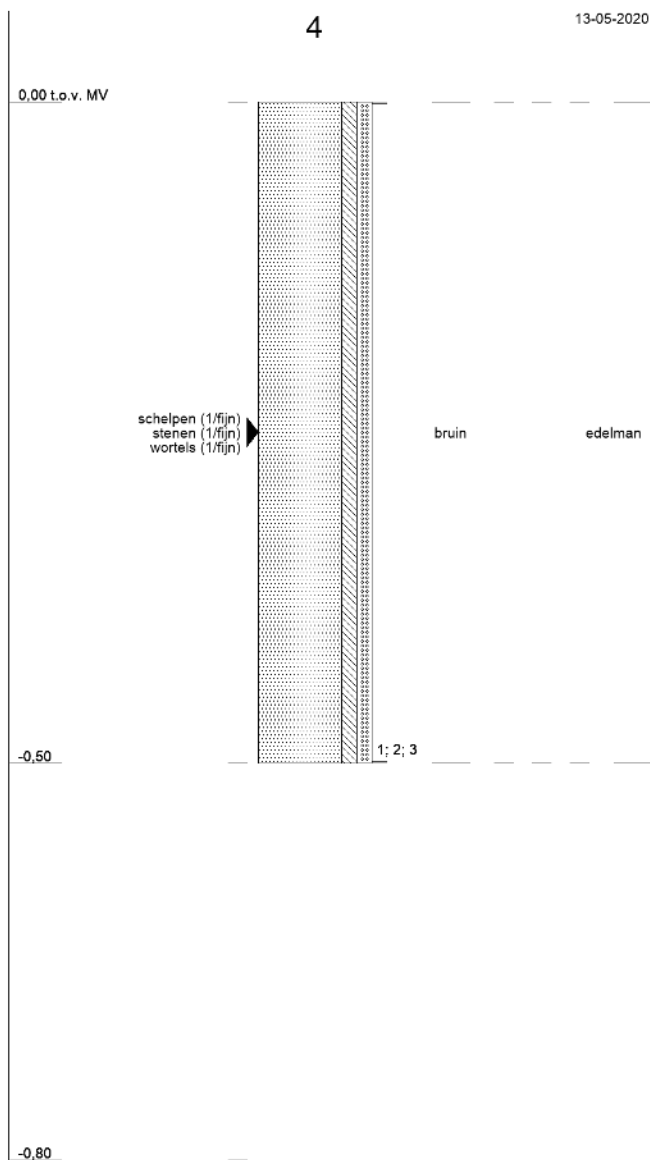 4
13-05-2020
0,00 t.o.v. MV
schelpen (1/fijn)
stenen (1/fijn)
wortels (1/fijn)
bruin
edelman
1; 2; 3
-0,50
-0,80